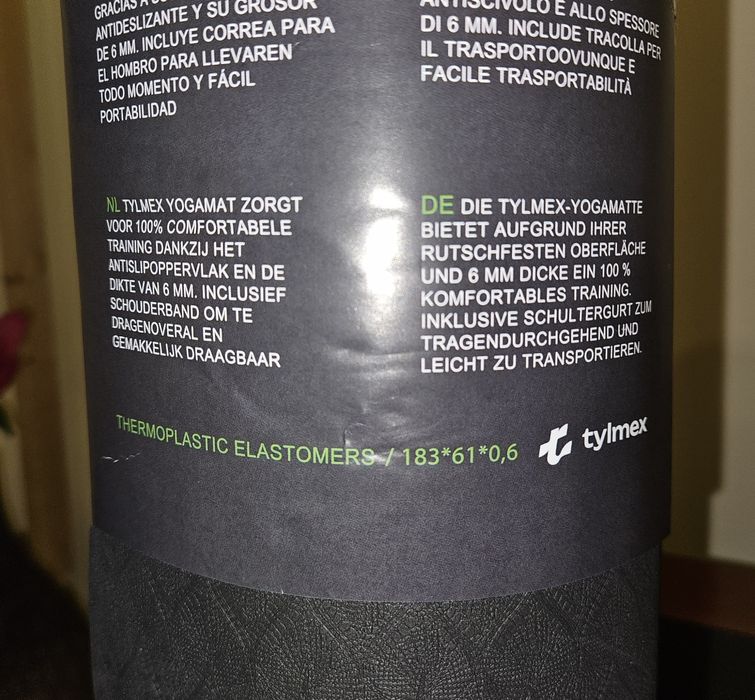 GRACIAS A
ANTIDESLIZANTE Y SU GROSOR
DE 6 MM. INCLUYE CORREA PARA
EL HOMBRO PARA LLEVAREN
TODO MOMENTO Y FÁCIL
PORTABILIDAD
ANTISCIVOLO E ALLO SPESSORE
DI 6 MM. INCLUDE TRACOLLA PER
IL TRASPORTOOVUNQUE E
FACILE TRASPORTABILITÀ
NL TYLMEX YOGAMAT ZORGT
VOOR 100% COMFORTABELE
TRAINING DANKZIJ HET
ANTISLIPOPPERVLAK EN DE
DIKTE VAN 6 MM. INCLUSIEF
SCHOUDERBAND OM TE
DRAGENOVERAL EN
GEMAKKELIJK DRAAGBAAR
DE DIE TYLMEX-YOGAMATTE
BIETET AUFGRUND IHRER
RUTSCHFESTEN OBERFLÄCHE
UND 6 MM DICKE EIN 100 %
KOMFORTABLES TRAINING.
INKLUSIVE SCHULTERGURT ZUM
TRAGENDURCHGEHEND UND
LEICHT ZU TRANSPORTIEREN.
THERMOPLASTIC ELASTOMERS / 183*61*0,6
tylmex